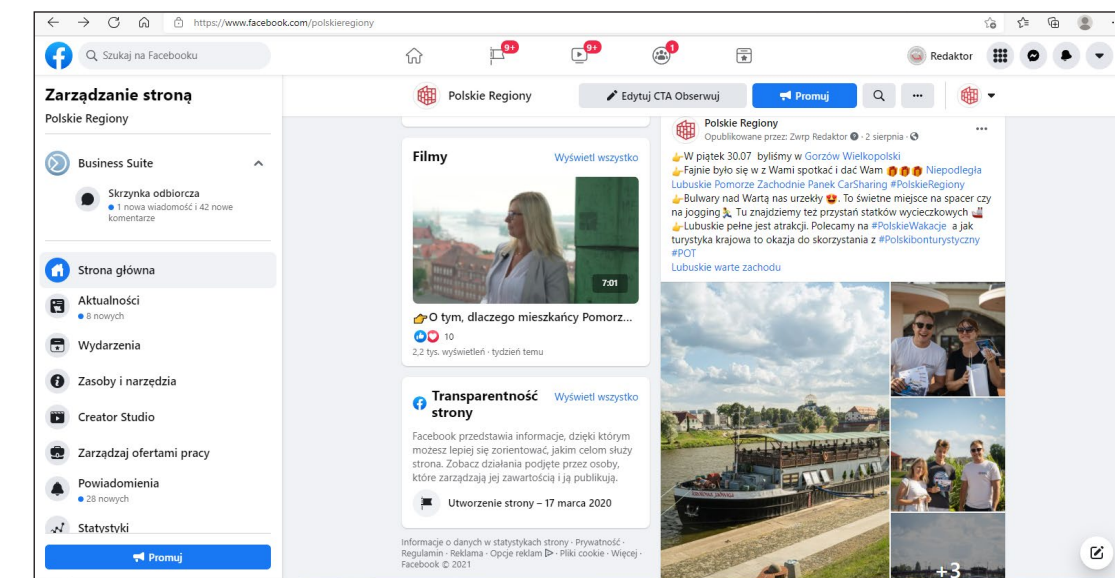 https://www.facebook.com/polskieregiony
Szukaj na Facebooku
9+
9+
1
Redaktor
Zarządzanie stroną
Polskie Regiony
Business Suite
Skrzynka odbiorcza
1 nowa wiadomość i 42 nowe
komentarze
Strona główna
Aktualności
8 nowych
Wydarzenia
Zasoby i narzędzia
Creator Studio
Zarządzaj ofertami pracy
Powiadomienia
28 nowych
Statystyki
Promuj
Polskie Regiony
Edytuj CTA Obserwuj
Promuj
Filmy
Wyświetl wszystko
7:01
👉O tym, dlaczego mieszkańcy Pomorz...
10
2,2 tys. wyświetleń · tydzień temu
Transparentność
strony
Wyświetl wszystko
Facebook przedstawia informacje, dzięki którym
możesz lepiej się zorientować, jakim celom służy
strona. Zobacz działania podjęte przez osoby,
które zarządzają jej zawartością i ją publikują.
Utworzenie strony – 17 marca 2020
Informacje o danych w statystykach strony · Prywatność ·
Regulamin · Reklama · Opcje reklam · Pliki cookie · Więcej ·
Facebook © 2021
Polskie Regiony
Opublikowane przez: Zwrp Redaktor · 2 sierpnia ·
👉W piątek 30.07 byliśmy w Gorzów Wielkopolski
👉Fajnie było się w z Wami spotkać i dać Wam 🎁🎁🎁 Niepodległa
Lubuskie Pomorze Zachodnie Panek CarSharing #PolskieRegiony
👉Bulwary nad Wartą nas urzekły 😍. To świetne miejsce na spacer czy
na jogging🏃. Tu znajdziemy też przystań statków wycieczkowych 🚢
👉Lubuskie pełne jest atrakcji. Polecamy na #PolskieWakacje a jak
turystyka krajowa to okazja do skorzystania z #Polskibonturystyczny
#POT
Lubuskie warte zachodu
+3